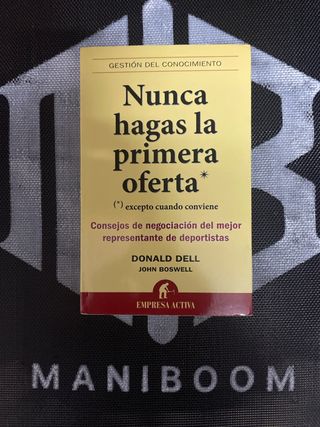 GESTIÓN DEL CONOCIMIENTO
Nunca
hagas la
primera
oferta*
(*) excepto cuando conviene
Consejos de negociación del mejor
representante de deportistas
DONALD DELL
JOHN BOSWELL
EMPRESA ACTIVA
MANIBOOM